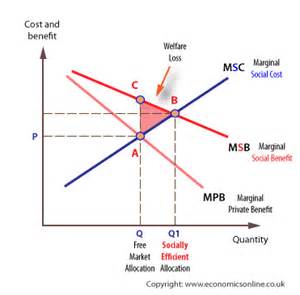 Cost and
benefit
Welfare
Loss
C
MSC
Marginal
Social Cost
B
P
A
MSB
Marginal
Social Benefit
MPB
Marginal
Private Benefit
Q
Q1
Quantity
Free
Market
Allocation
Socially
Efficient
Allocation
Copyright: www.economicsonline.co.uk